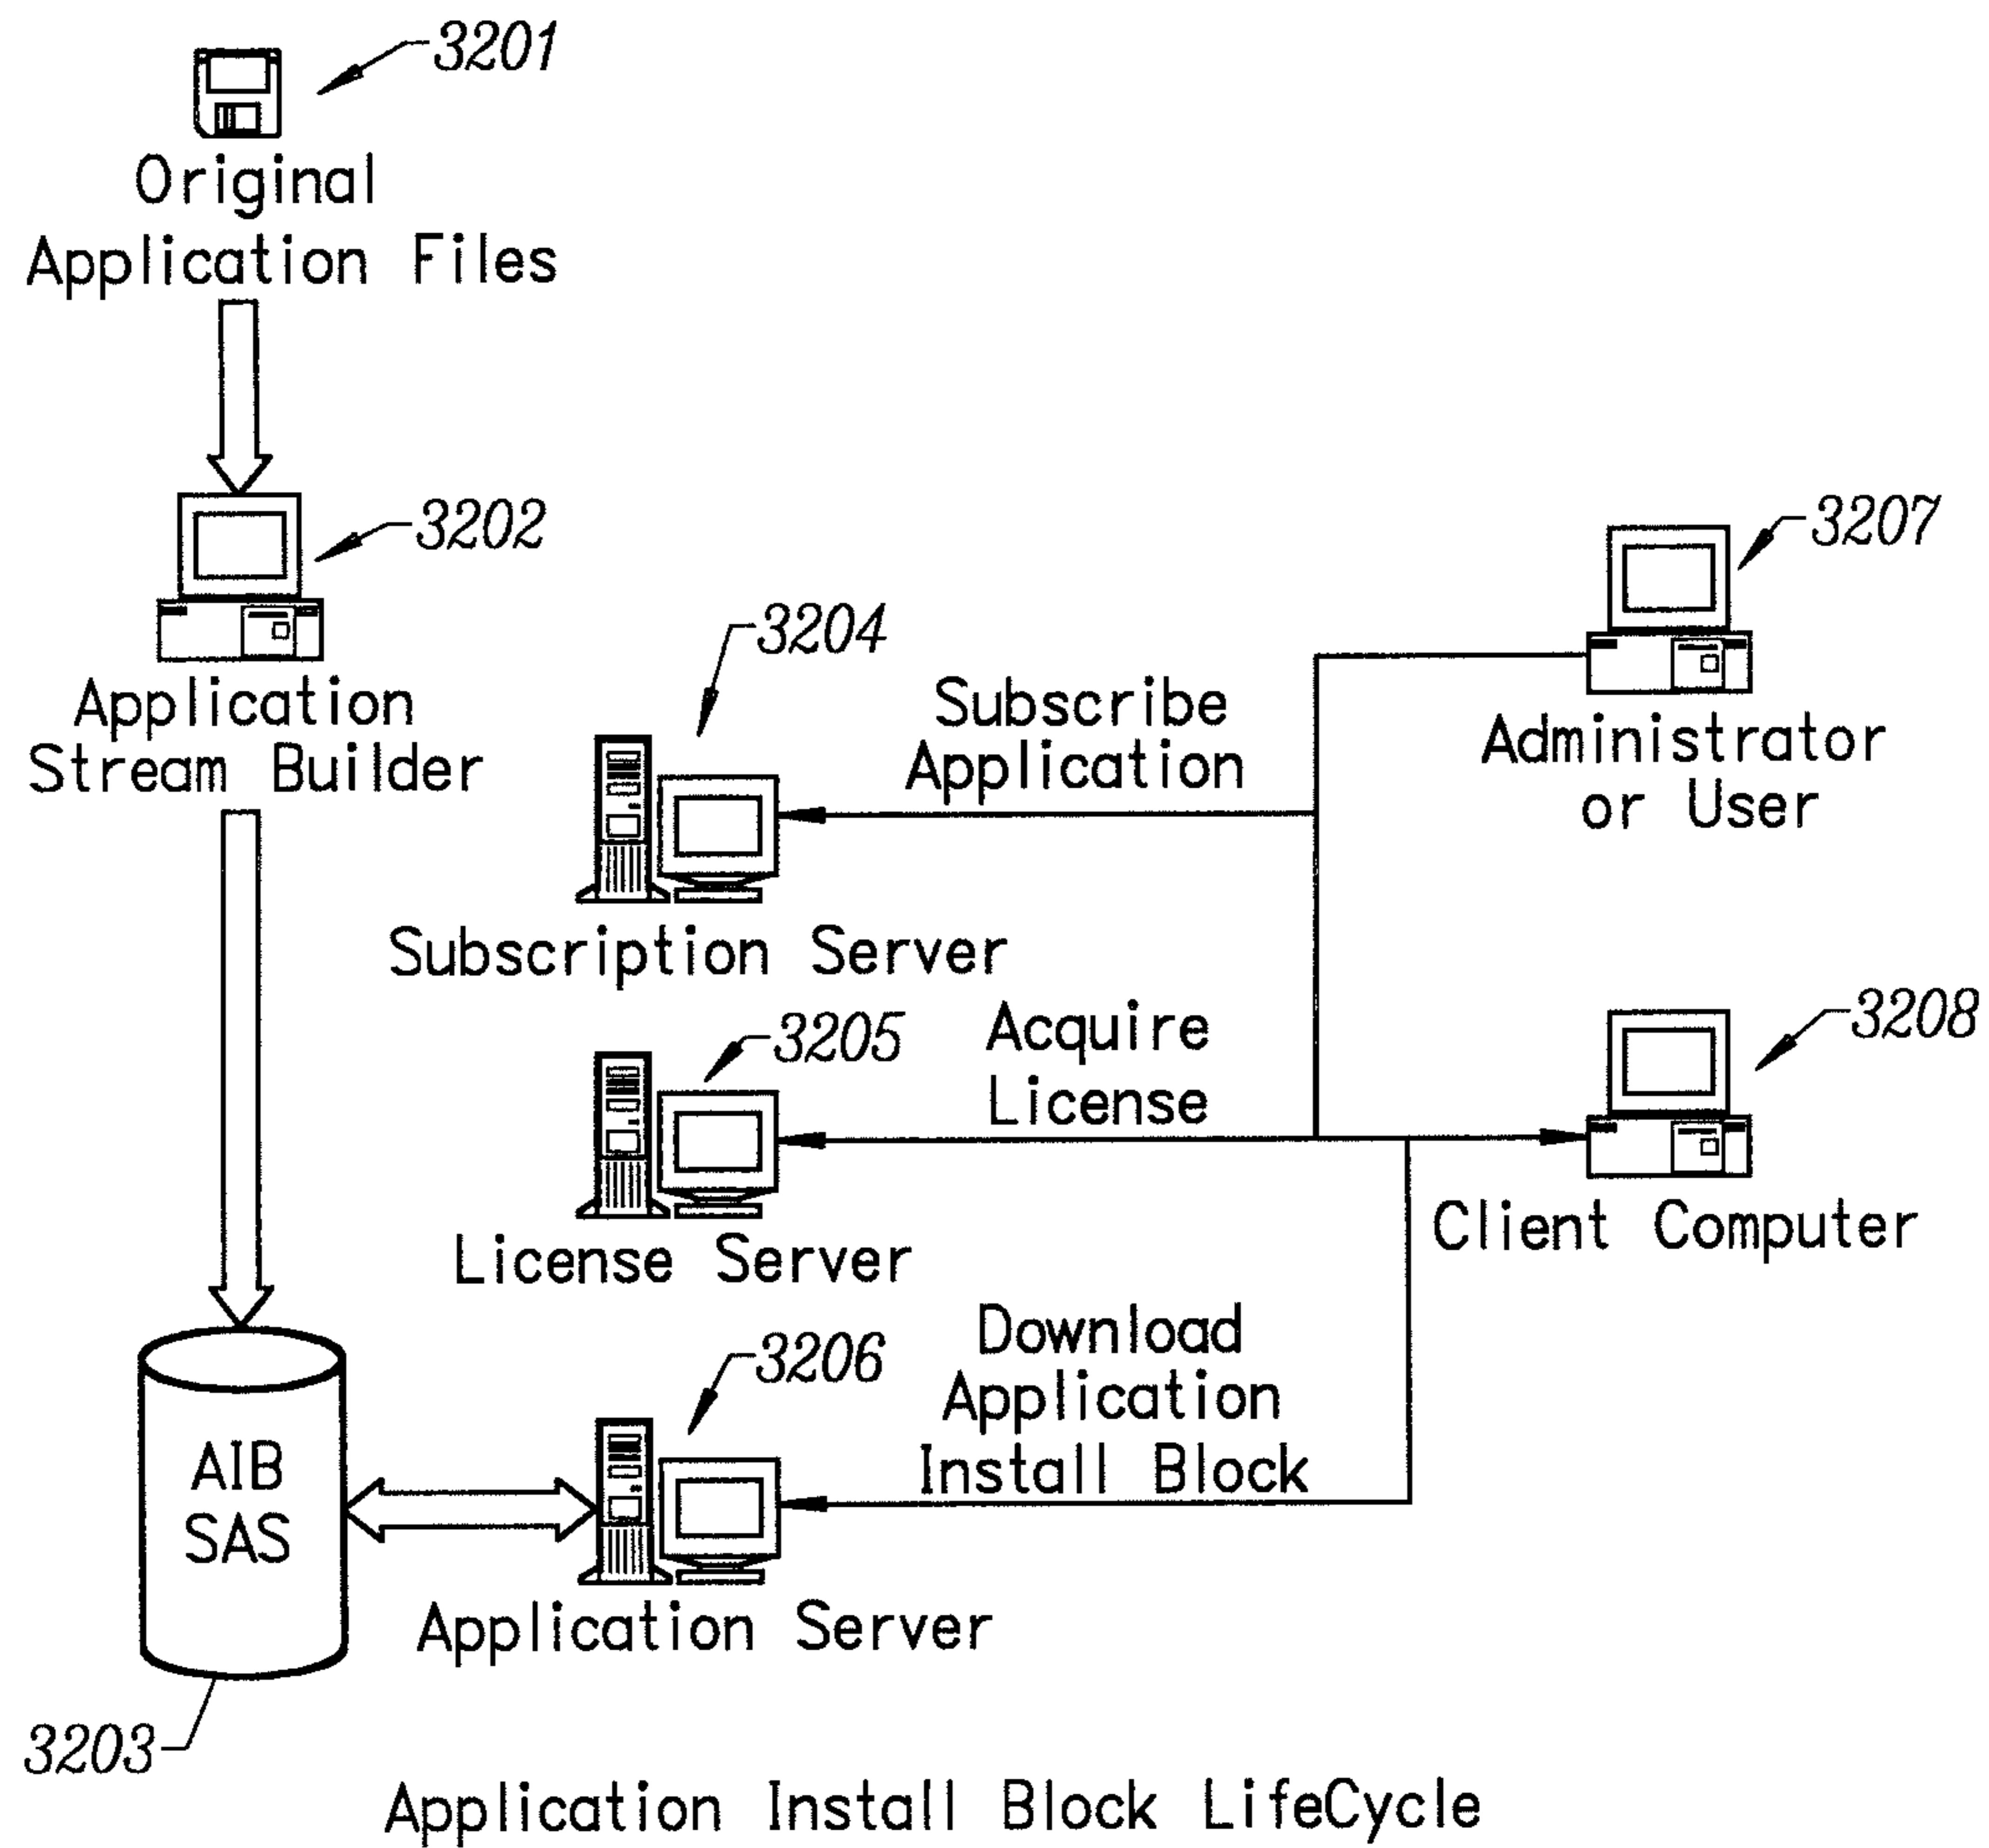 3201
Original
Application Files
3202
Application
Stream Builder
3204
Subscribe
Application
3207
Administrator
or User
Subscription Server
3205
Acquire
License
3208
Client Computer
License Server
3206
Download
Application
Install Block
AIB
SAS
Application Server
3203
Application Install Block LifeCycle